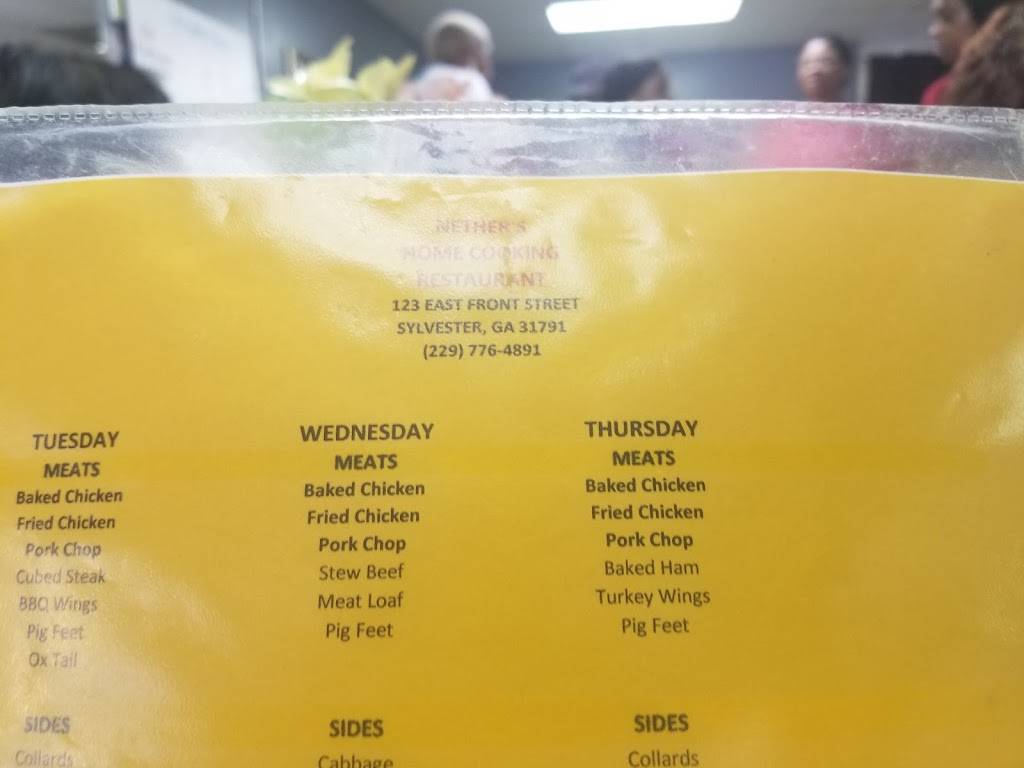 NETHER'S
HOME COOKING
RESTAURANT
123 EAST FRONT STREET
SYLVESTER, GA 31791
(229) 776-4891
TUESDAY
MEATS
Baked Chicken
Fried Chicken
Pork Chop
Cubed Steak
BBQ Wings
Pig Feet
Ox Tail
SIDES
Collards
WEDNESDAY
MEATS
Baked Chicken
Fried Chicken
Pork Chop
Stew Beef
Meat Loaf
Pig Feet
SIDES
Cabbage
THURSDAY
MEATS
Baked Chicken
Fried Chicken
Pork Chop
Baked Ham
Turkey Wings
Pig Feet
SIDES
Collards